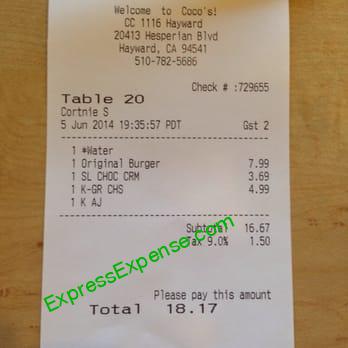 Welcome to Coco's!
CC 1116 Hayward
20413 Hesperian Blvd
Hayward, CA 94541
510-782-5686
Check # :729655
Table 20
Cortnie S
5 Jun 2014 19:35:57 PDT Gst 2
1 *Water
1 Original Burger 7.99
1 SL CHOC CRM 3.69
1 K-GR CHS 4.99
1 K AJ
Subtotal 16.67
Tax 9.0% 1.50
ExpressExpense.com
Please pay this amount
Total 18.17